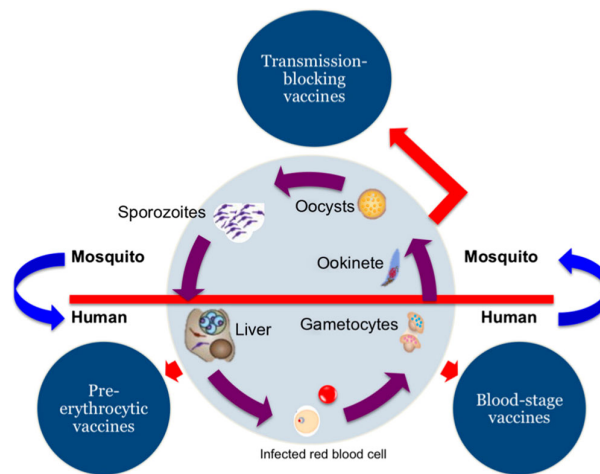 Transmission-
blocking
vaccines
Oocysts
Sporozoites
Ookinete
Mosquito
Mosquito
Human
Human
Liver
Gametocytes
Pre-
erythrocytic
vaccines
Blood-stage
vaccines
Infected red blood cell